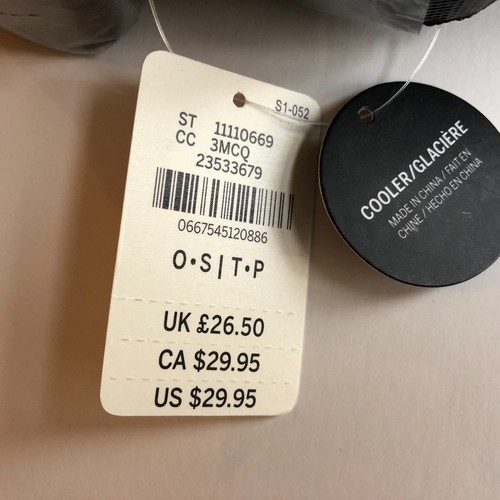 S1-052
ST 11110669
CC 3MCQ
23533679
0667545120886
O•S|T•P
UK £26.50
CA $29.95
US $29.95
COOLER/GLACIÈRE
MADE IN CHINA / FAIT EN
CHINE / HECHO EN CHINA